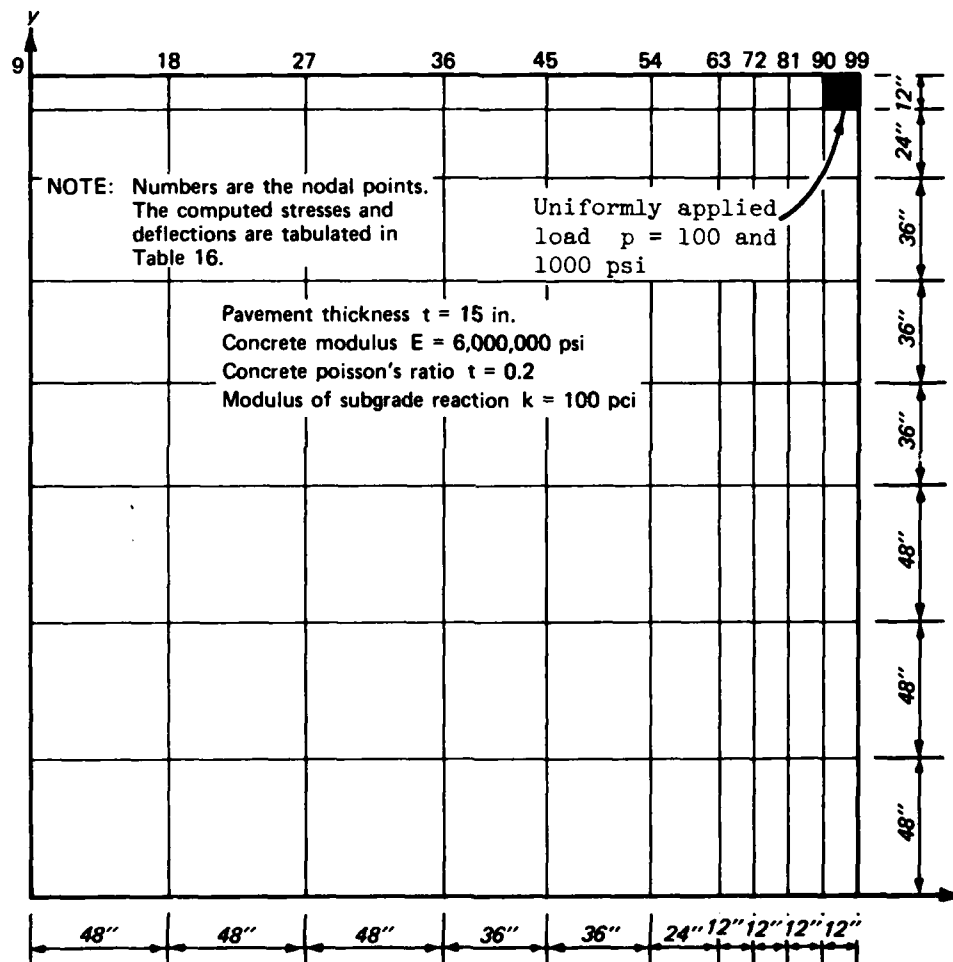 y
9 18 27 36 45 54 63 72 81 90 99
12"
24"
NOTE: Numbers are the nodal points.
The computed stresses and
deflections are tabulated in
Table 16.
Uniformly applied
load p = 100 and
1000 psi
36"
Pavement thickness t = 15 in.
Concrete modulus E = 6,000,000 psi
Concrete poisson's ratio t = 0.2
Modulus of subgrade reaction k = 100 pci
36"
36"
48"
48"
48"
48" 48" 48" 36" 36" 24" 12" 12" 12" 12"